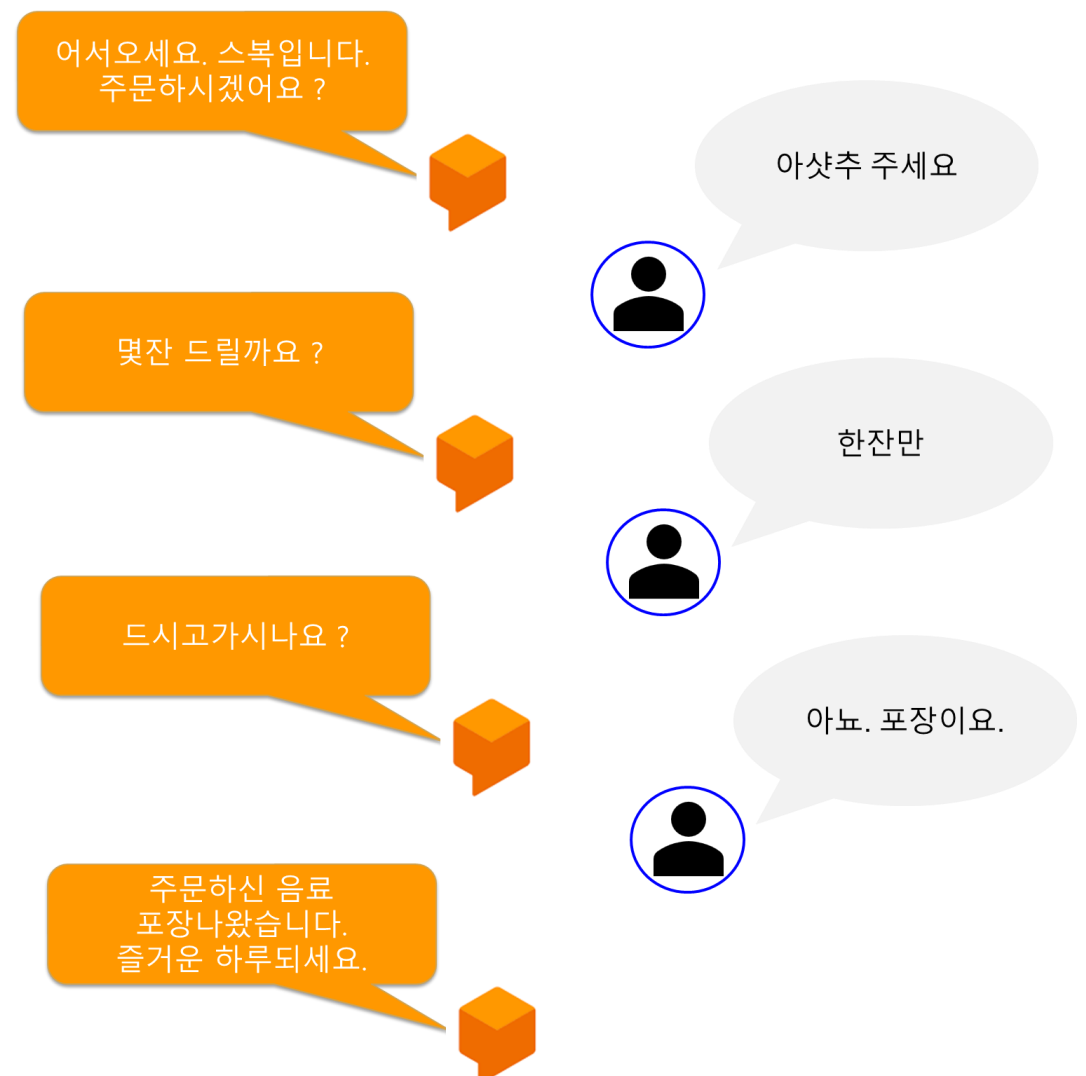 어서오세요. 스복입니다.
주문하시겠어요 ?
아샷추 주세요
몇잔 드릴까요 ?
한잔만
드시고가시나요 ?
아뇨. 포장이요.
주문하신 음료
포장나왔습니다.
즐거운 하루되세요.